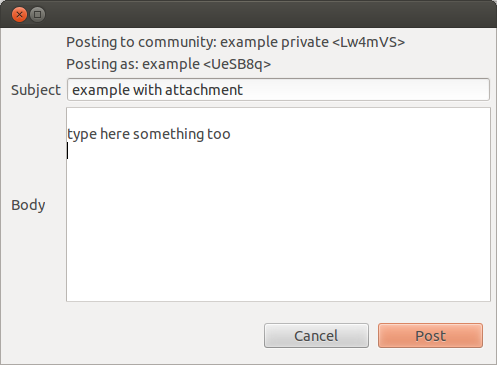 Posting to community: example private <Lw4mVS>
Posting as: example <UeSB8q>
Subject example with attachment
type here something too
Body
Cancel Post